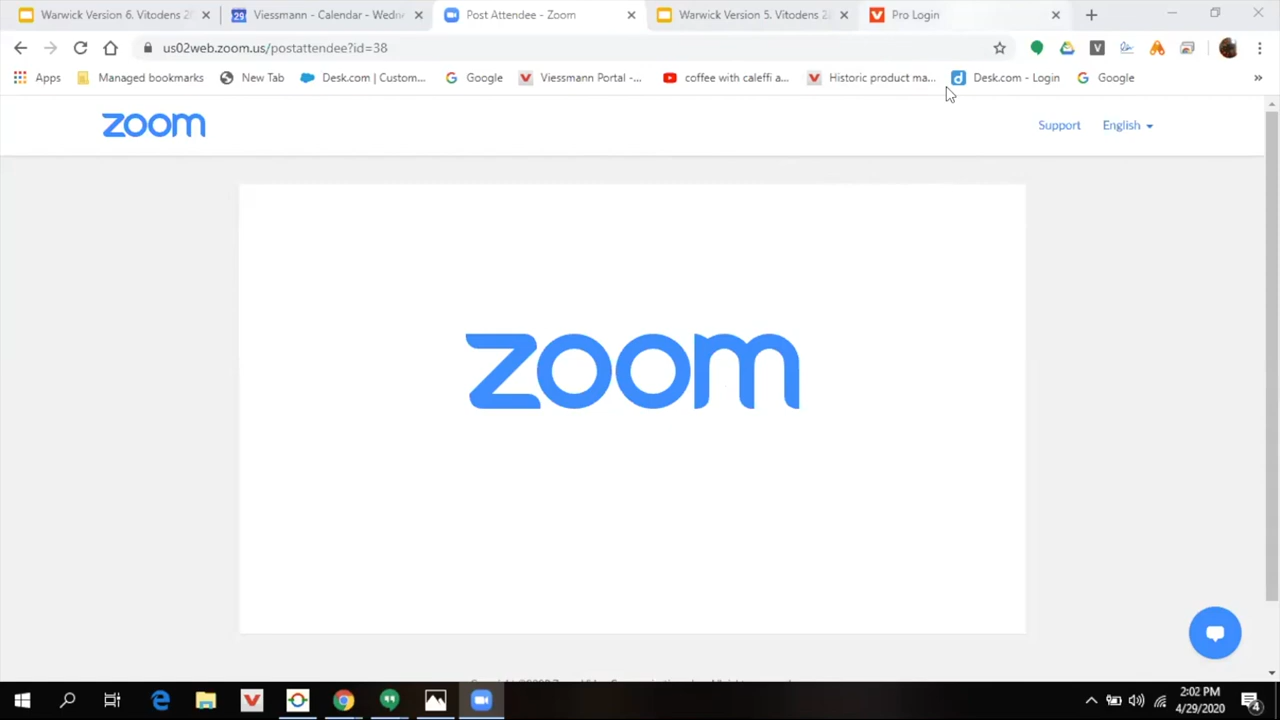 Warwick Version 6. Vitodens 2
Viessmann - Calendar - Wedn
Post Attendee - Zoom
Warwick Version 5. Vitodens 2
Pro Login
us02web.zoom.us/postattendee?id=38
Apps
Managed bookmarks
New Tab
Desk.com | Custom...
Google
Viessmann Portal -...
coffee with caleffi a...
Historic product ma...
Desk.com - Login
Google
zoom
Support
English
zoom
2:02 PM
4/29/2020
4